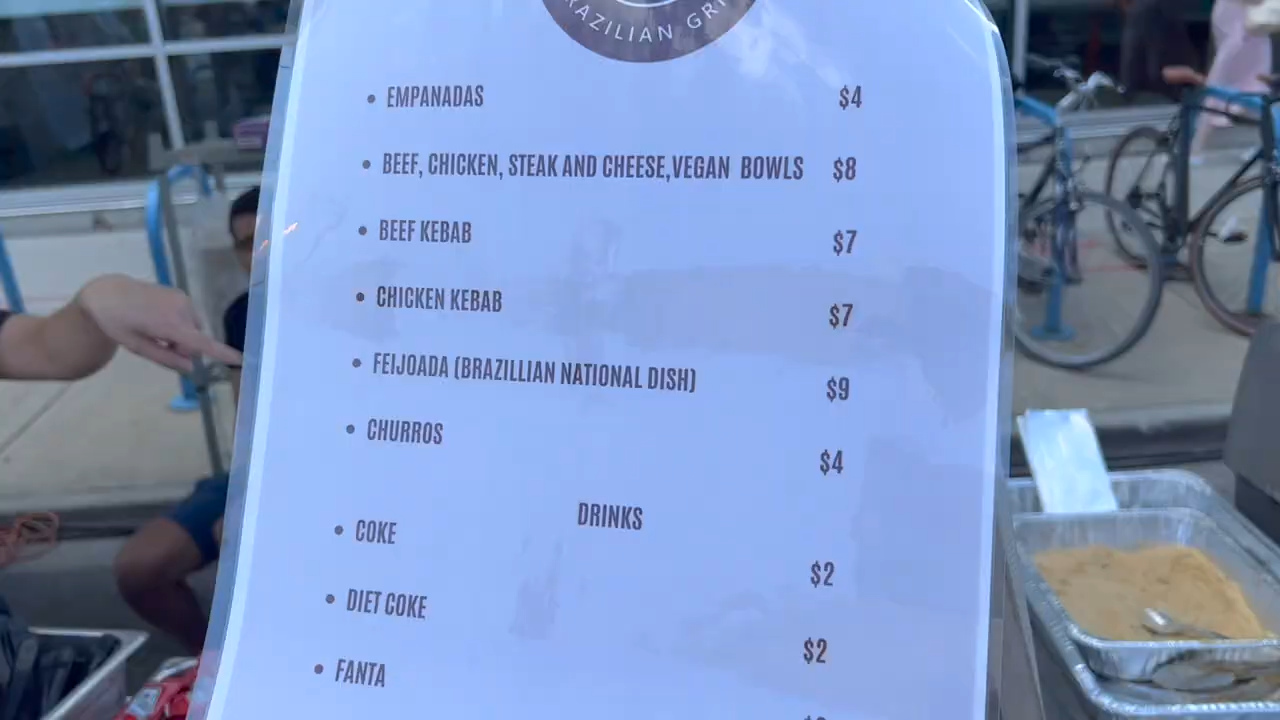 BRAZILIAN GRI
• EMPANADAS $4
• BEEF, CHICKEN, STEAK AND CHEESE,VEGAN BOWLS $8
• BEEF KEBAB $7
• CHICKEN KEBAB $7
• FEIJOADA (BRAZILLIAN NATIONAL DISH) $9
• CHURROS $4
DRINKS
• COKE $2
• DIET COKE $2
• FANTA